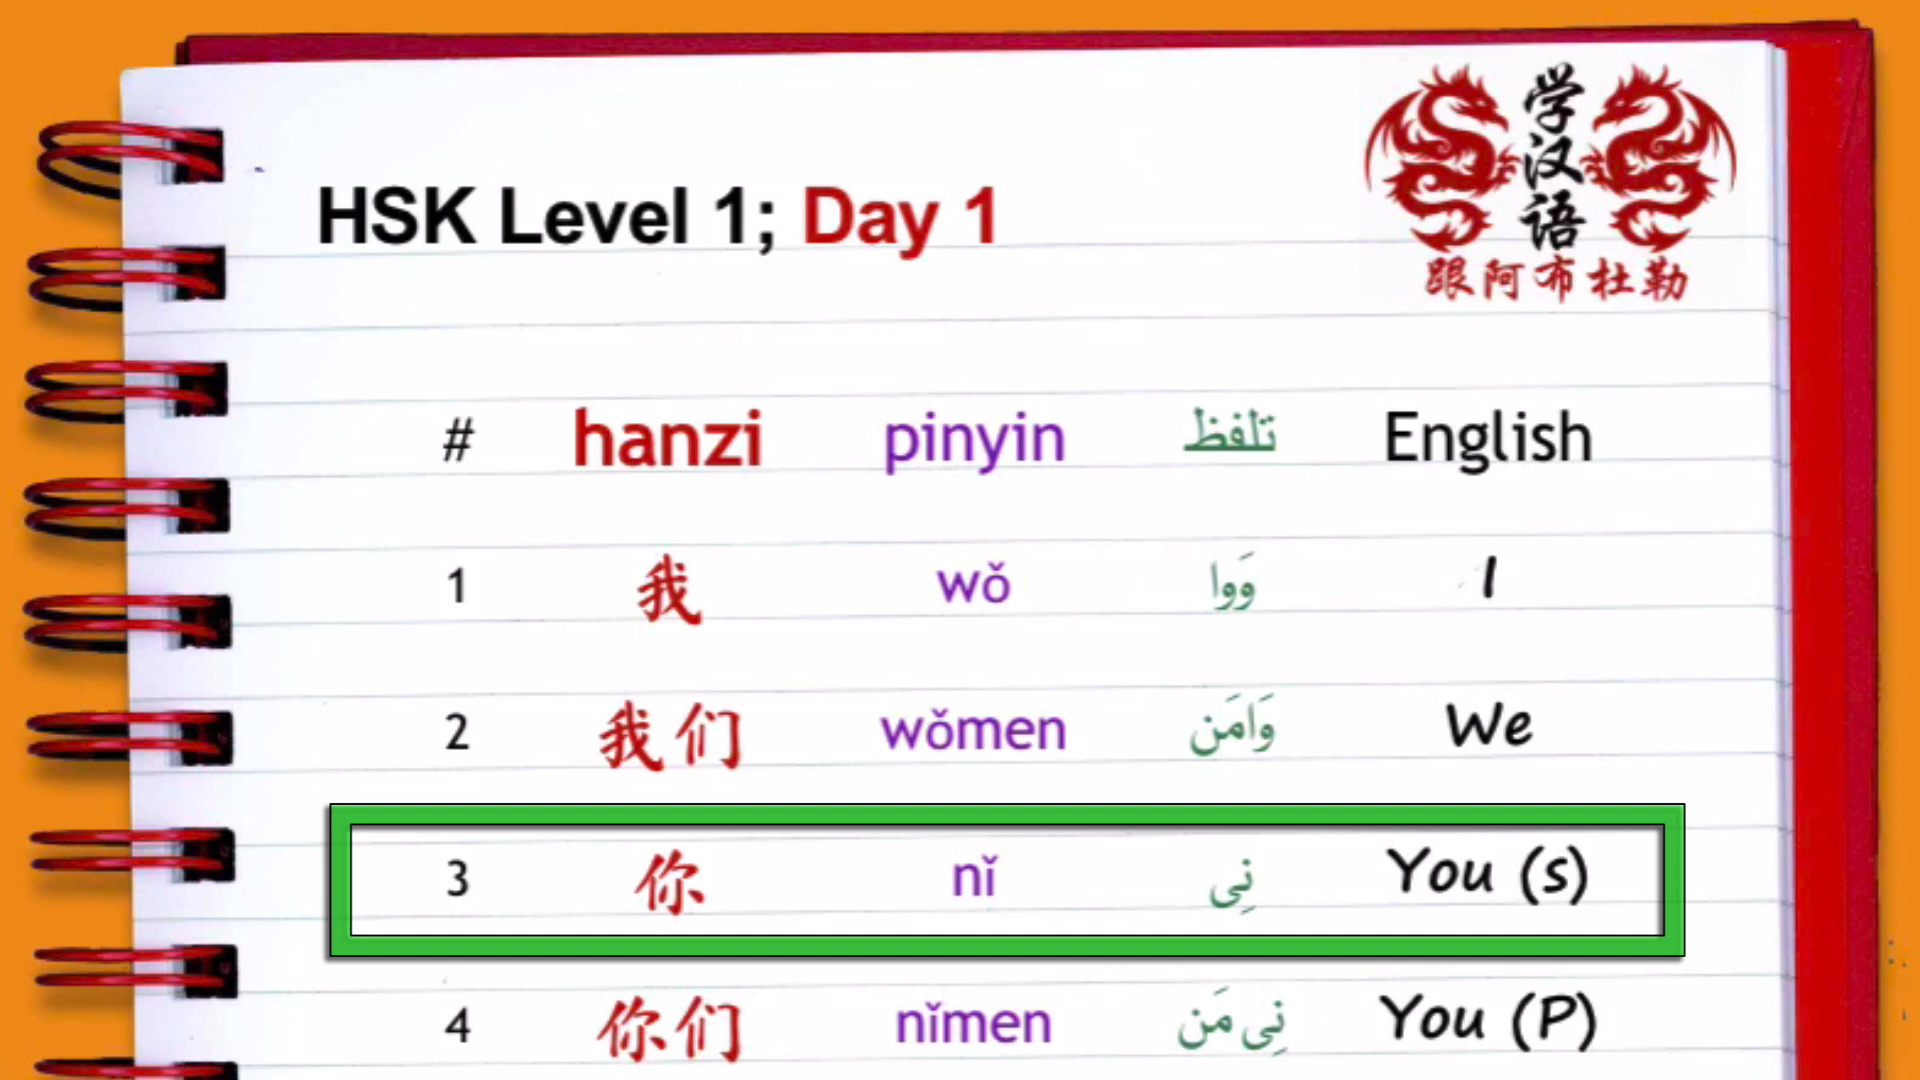 学汉语
跟阿布杜勒
HSK Level 1; Day 1
# hanzi pinyin تلفظ English
1 我 wǒ وَوا I
2 我们 wǒmen وَامَن We
3 你 nǐ نِی You (s)
4 你们 nǐmen نِی مَن You (P)